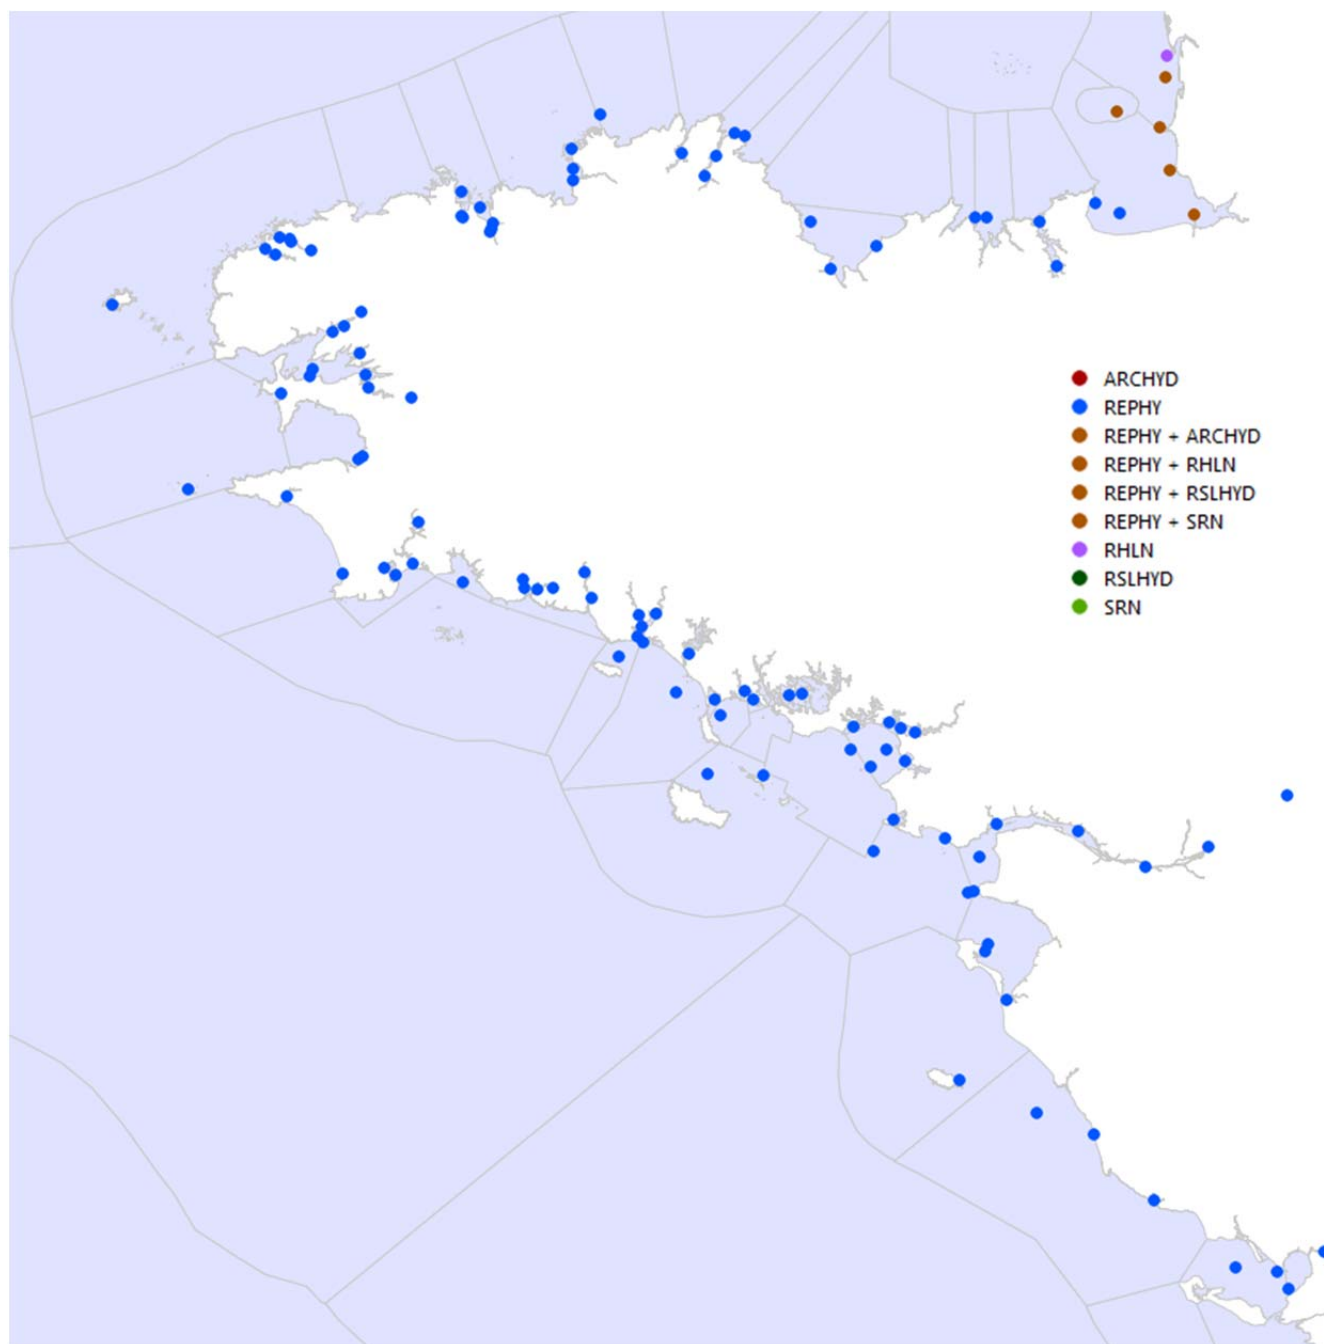 ARCHYD
REPHY
REPHY + ARCHYD
REPHY + RHLN
REPHY + RSLHYD
REPHY + SRN
RHLN
RSLHYD
SRN